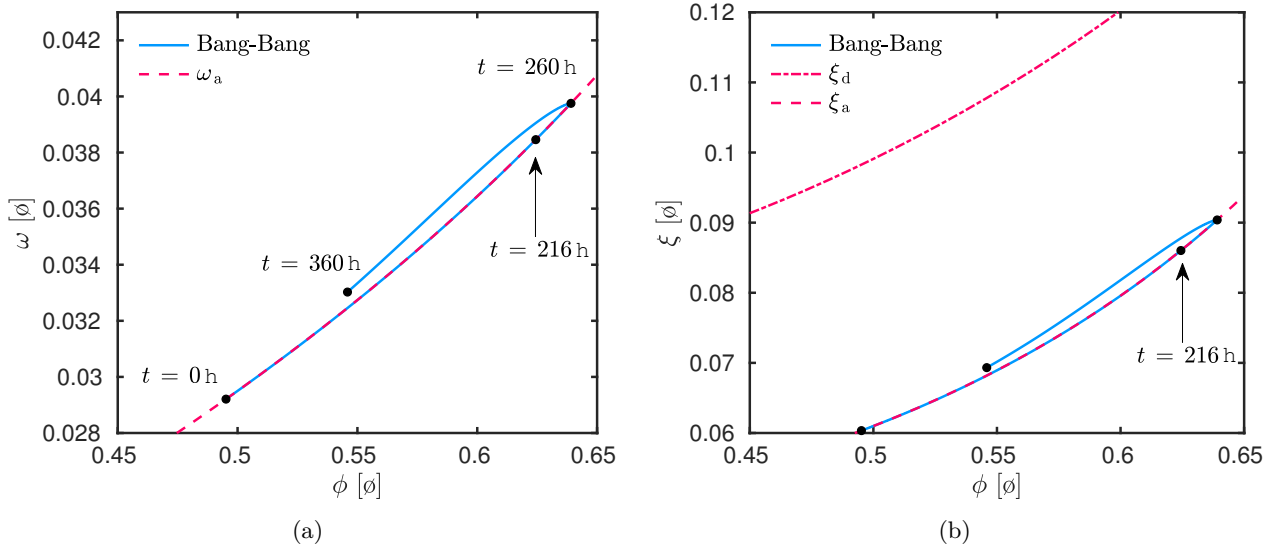 0.042
0.04
0.038
0.036
0.034
0.032
0.03
0.028
ω [ø]
Bang-Bang
ωa
t = 260 h
t = 216 h
t = 360 h
t = 0 h
0.45
0.5
0.55
0.6
0.65
ϕ [ø]
(a)
0.12
0.11
0.1
0.09
0.08
0.07
0.06
ξ [ø]
Bang-Bang
ξd
ξa
t = 216 h
0.45
0.5
0.55
0.6
0.65
ϕ [ø]
(b)